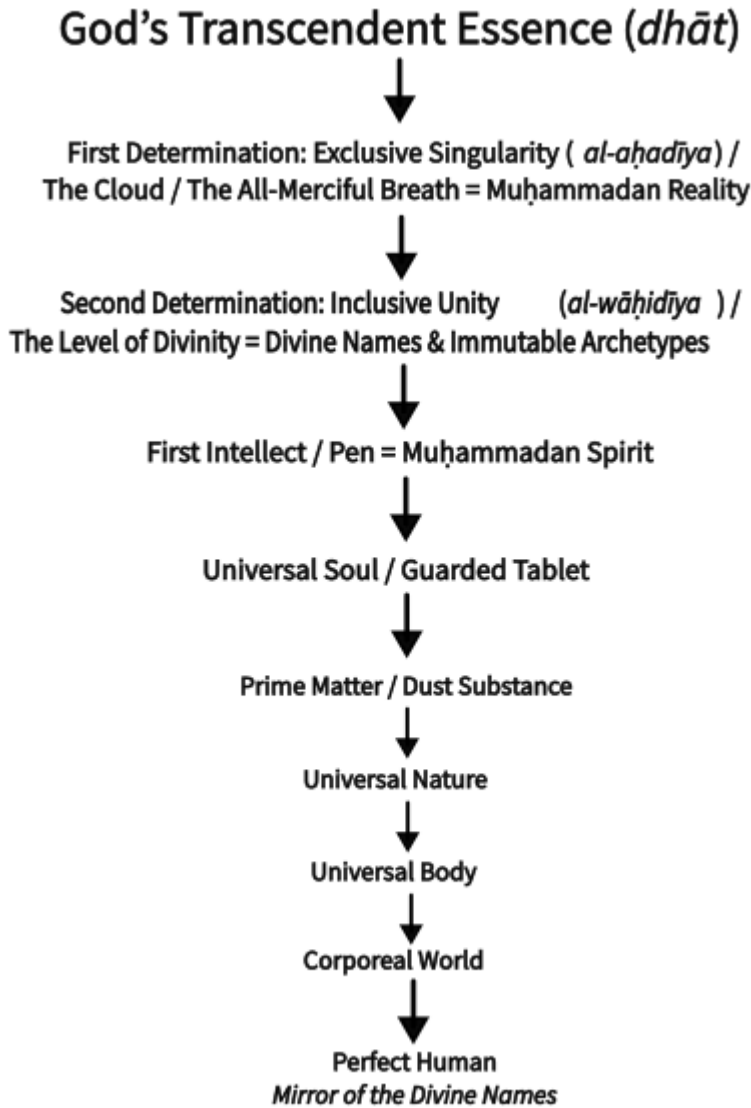 God’s Transcendent Essence (dhāt)
First Determination: Exclusive Singularity ( al-aḥadīya) /
The Cloud / The All-Merciful Breath = Muḥammadan Reality
Second Determination: Inclusive Unity (al-wāḥidīya ) /
The Level of Divinity = Divine Names & Immutable Archetypes
First Intellect / Pen = Muḥammadan Spirit
Universal Soul / Guarded Tablet
Prime Matter / Dust Substance
Universal Nature
Universal Body
Corporeal World
Perfect Human
Mirror of the Divine Names